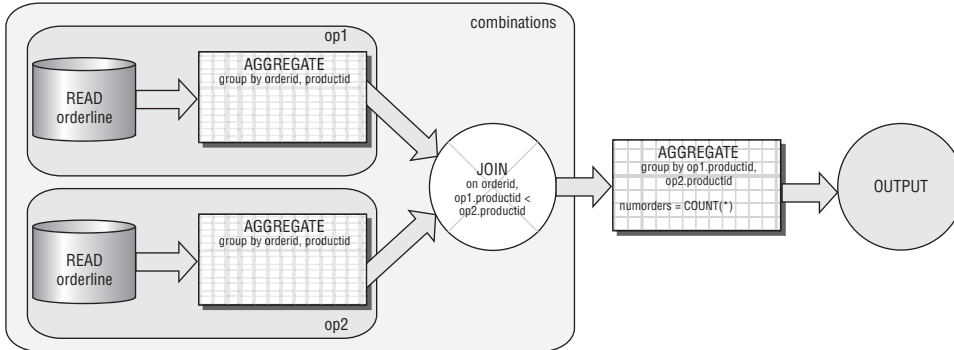 combinations
op1
READ
orderline
AGGREGATE
group by orderid, productid
JOIN
on orderid,
op1.productid <
op2.productid
AGGREGATE
group by op1.productid,
op2.productid
numorders = COUNT(*)
OUTPUT
READ
orderline
AGGREGATE
group by orderid, productid
op2